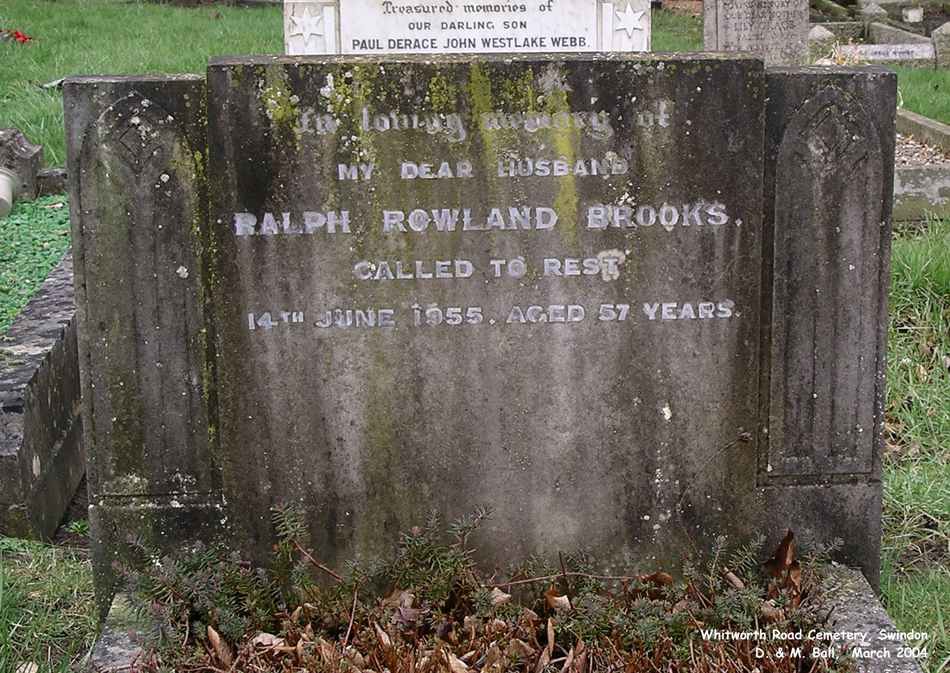 Treasured memories of
OUR DARLING SON
PAUL DERACE JOHN WESTLAKE WEBB.
In loving memory of
MY DEAR HUSBAND
RALPH ROWLAND BROOKS.
CALLED TO REST
14TH JUNE 1955. AGED 57 YEARS.
Whitworth Road Cemetery, Swindon
D. & M. Ball, March 2004